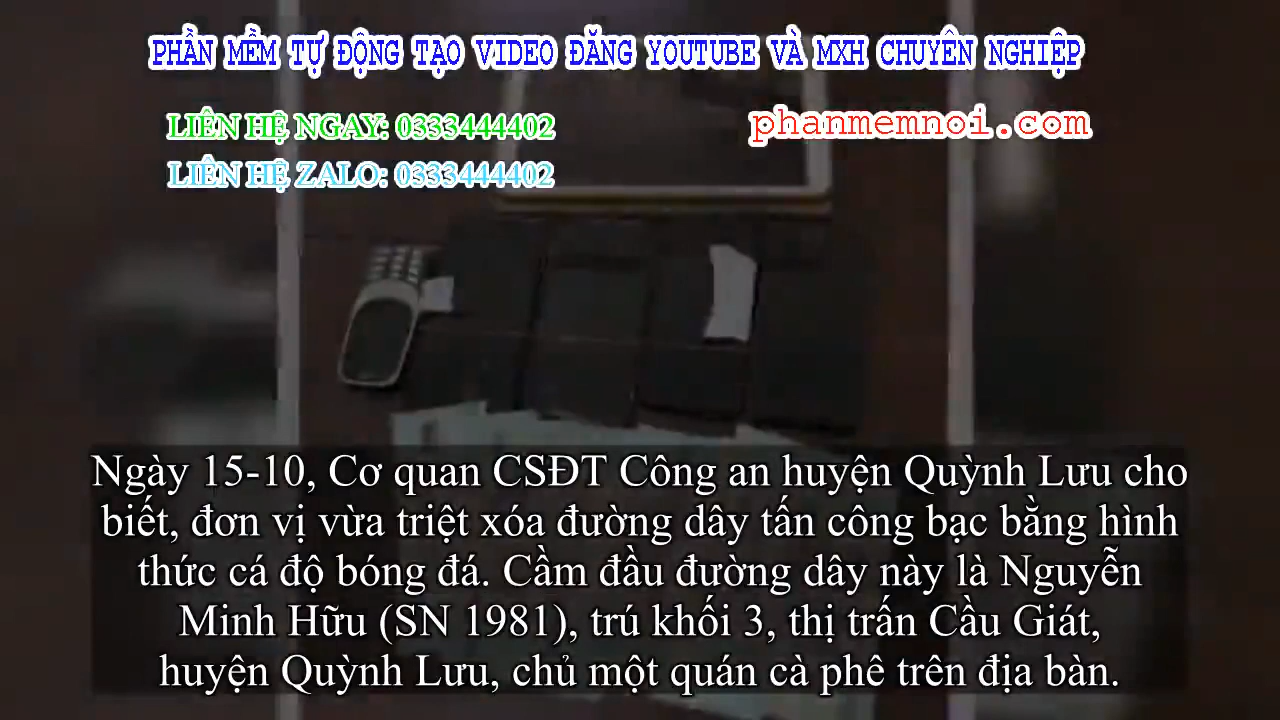 PHẦN MỀM TỰ ĐỘNG TẠO VIDEO ĐĂNG YOUTUBE VÀ MXH CHUYÊN NGHIỆP
LIÊN HỆ NGAY: 0333444402
phanmemnoi.com
LIÊN HỆ ZALO: 0333444402
Ngày 15-10, Cơ quan CSĐT Công an huyện Quỳnh Lưu cho
biết, đơn vị vừa triệt xóa đường dây tấn công bạc bằng hình
thức cá độ bóng đá. Cầm đầu đường dây này là Nguyễn
Minh Hữu (SN 1981), trú khối 3, thị trấn Cầu Giát,
huyện Quỳnh Lưu, chủ một quán cà phê trên địa bàn.